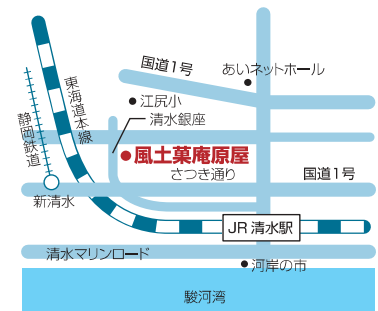 国道1号
あいネットホール
江尻小
東海道本線
清水銀座
静岡鉄道
風土菓庵原屋
さつき通り
国道1号
新清水
JR 清水駅
清水マリンロード
河岸の市
駿河湾